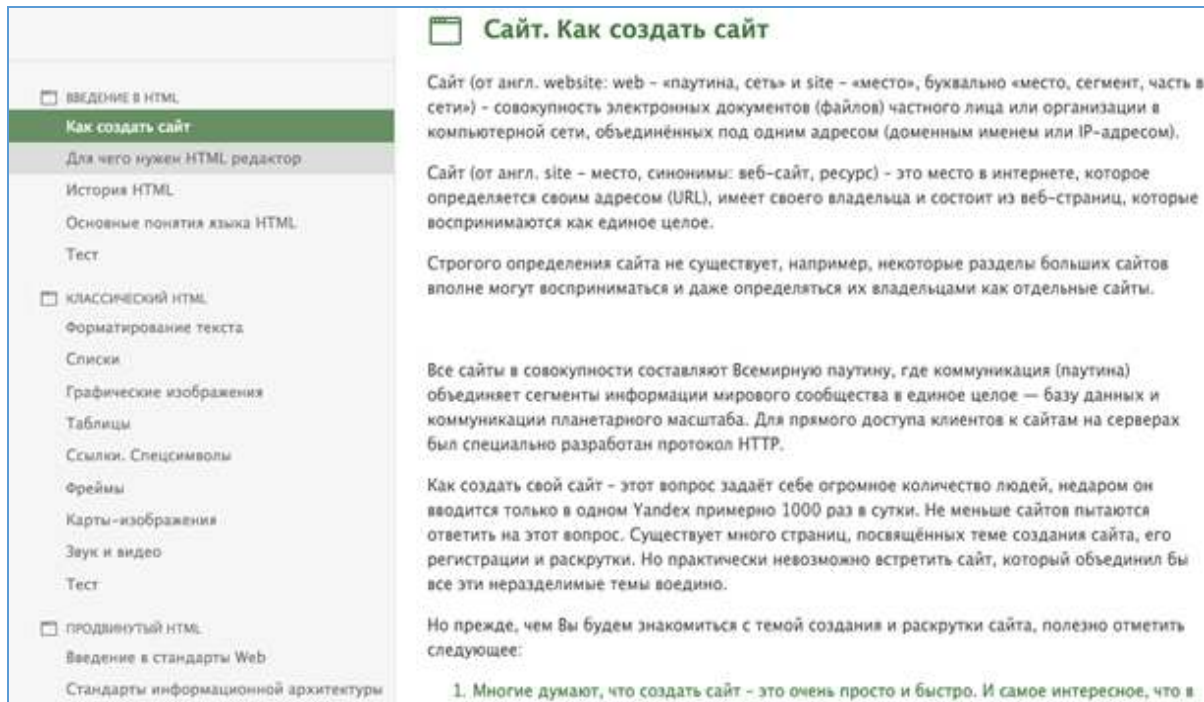 ВВЕДЕНИЕ В HTML
Как создать сайт
Для чего нужен HTML редактор
История HTML
Основные понятия языка HTML
Тест
КЛАССИЧЕСКИЙ HTML
Форматирование текста
Списки
Графические изображения
Таблицы
Ссылки. Спецсимволы
Фреймы
Карты-изображения
Звук и видео
Тест
ПРОДВИНУТЫЙ HTML
Введение в стандарты Web
Стандарты информационной архитектуры
Сайт. Как создать сайт
Сайт (от англ. website: web – «паутина, сеть» и site – «место», буквально «место, сегмент, часть в
сети») – совокупность электронных документов (файлов) частного лица или организации в
компьютерной сети, объединённых под одним адресом (доменным именем или IP-адресом).
Сайт (от англ. site – место, синонимы: веб-сайт, ресурс) – это место в интернете, которое
определяется своим адресом (URL), имеет своего владельца и состоит из веб-страниц, которые
воспринимаются как единое целое.
Строгого определения сайта не существует, например, некоторые разделы больших сайтов
вполне могут восприниматься и даже определяться их владельцами как отдельные сайты.
Все сайты в совокупности составляют Всемирную паутину, где коммуникация (паутина)
объединяет сегменты информации мирового сообщества в единое целое — базу данных и
коммуникации планетарного масштаба. Для прямого доступа клиентов к сайтам на серверах
был специально разработан протокол HTTP.
Как создать свой сайт – этот вопрос задаёт себе огромное количество людей, недаром он
вводится только в одном Yandex примерно 1000 раз в сутки. Не меньше сайтов пытаются
ответить на этот вопрос. Существует много страниц, посвящённых теме создания сайта, его
регистрации и раскрутки. Но практически невозможно встретить сайт, который объединил бы
все эти неразделимые темы воедино.
Но прежде, чем Вы будем знакомиться с темой создания и раскрутки сайта, полезно отметить
следующее:
1. Многие думают, что создать сайт – это очень просто и быстро. И самое интересное, что в